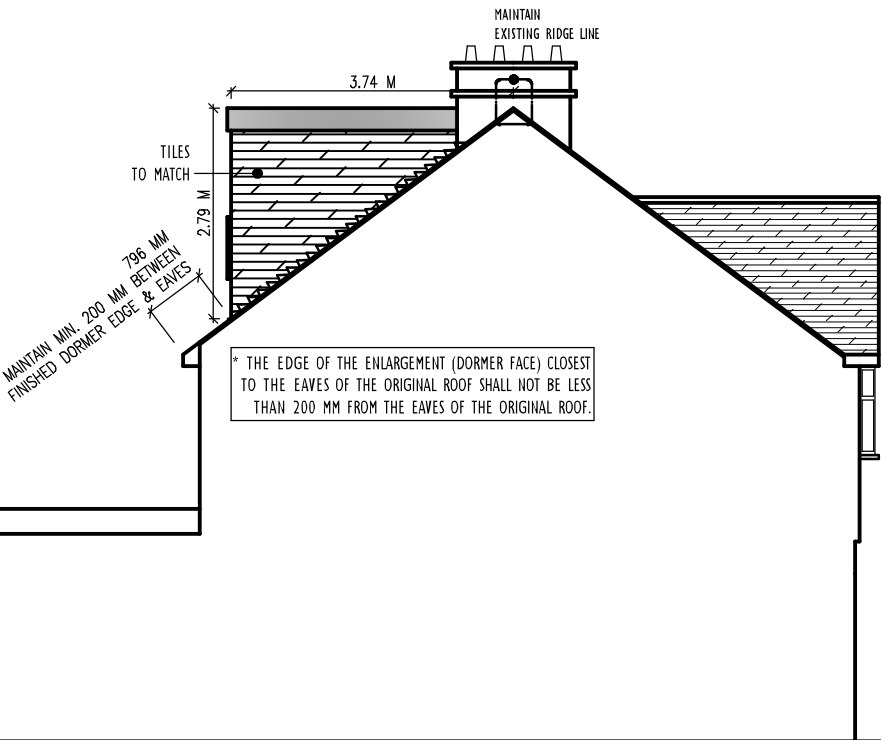 MAINTAIN
EXISTING RIDGE LINE
3.74 M
TILES
TO MATCH
2.79 M
796 MM
MAINTAIN MIN. 200 MM BETWEEN
FINISHED DORMER EDGE & EAVES
* THE EDGE OF THE ENLARGEMENT (DORMER FACE) CLOSEST
TO THE EAVES OF THE ORIGINAL ROOF SHALL NOT BE LESS
THAN 200 MM FROM THE EAVES OF THE ORIGINAL ROOF.